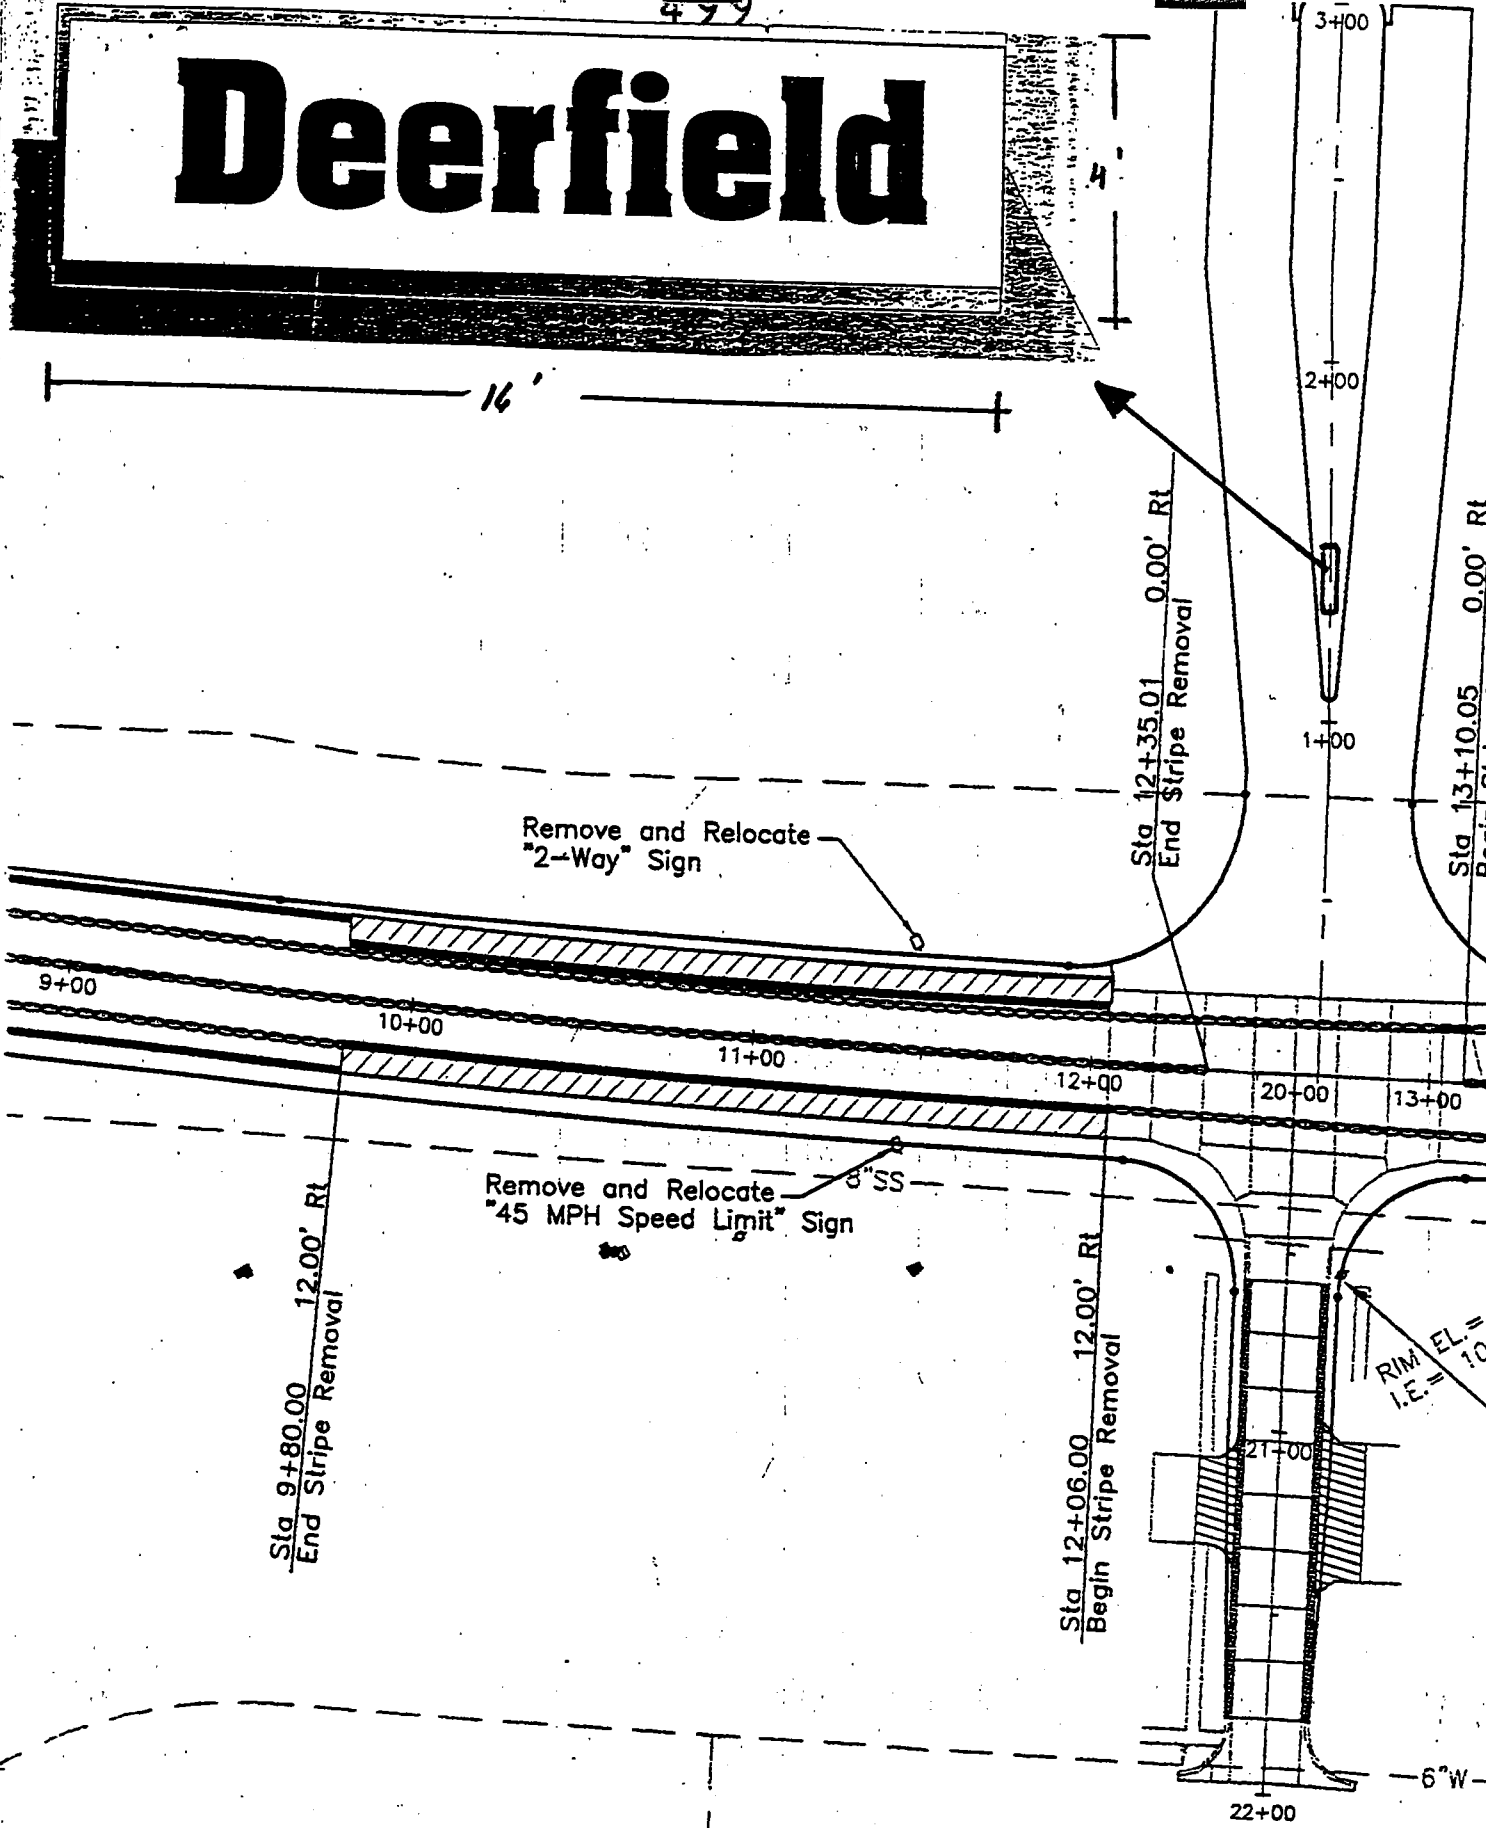 499
3+00
Deerfield
4'
16'
2+00
Sta 12+35.01 0.00' Rt
End Stripe Removal
Sta 13+10.05 0.00' Rt
1+00
Remove and Relocate
"2-Way" Sign
9+00
10+00
11+00
12+00
20+00
13+00
8"SS
Remove and Relocate
"45 MPH Speed Limit" Sign
Sta 9+80.00 12.00' Rt
End Stripe Removal
Sta 12+06.00 12.00' Rt
Begin Stripe Removal
RIM EL.=
I.E.= 10
21+00
6"W
22+00